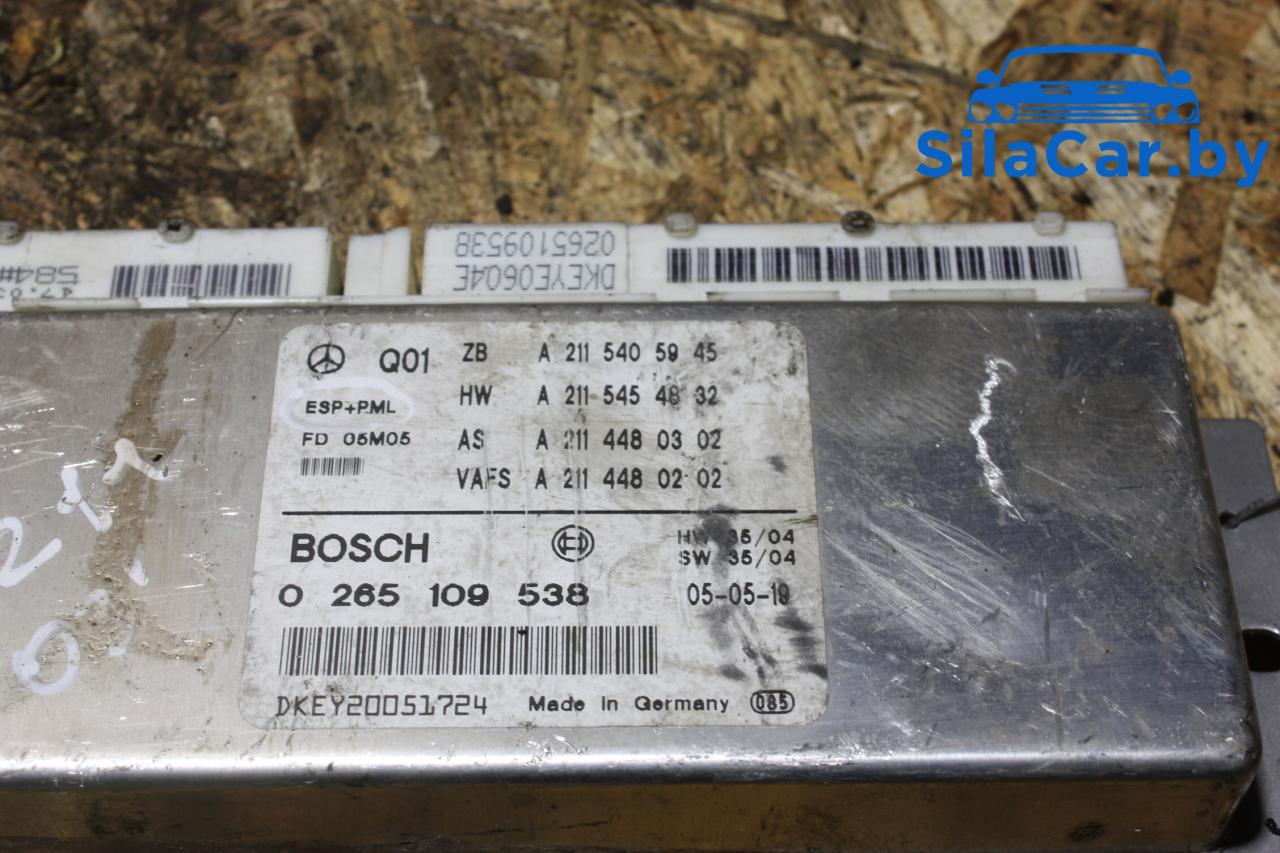 SilaCar.by
0265109538
DKEYE0604E
584#
Q01
ESP+PML
FD 05M05
ZB A 211 540 59 45
HW A 211 545 48 32
AS A 211 448 03 02
VAFS A 211 448 02 02
BOSCH
HW 35/04
SW 35/04
0 265 109 538
05-05-19
DKEY20051724
Made in Germany
085